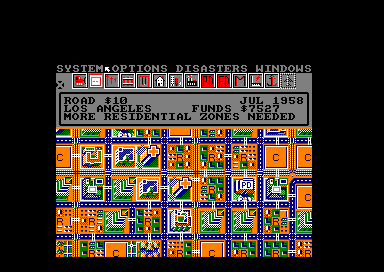 SYSTEM OPTIONS DISASTERS WINDOWS
ROAD $10 JUL 1958
LOS ANGELES FUNDS $7527
MORE RESIDENTIAL ZONES NEEDED
C C
R R
PD
C R R C
R
C R C